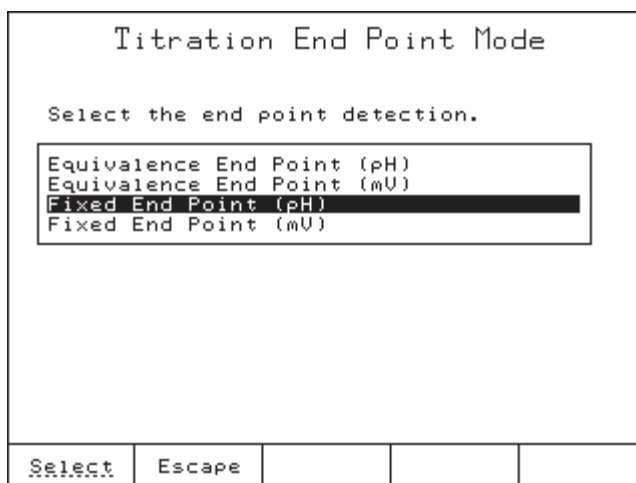 Titration End Point Mode
Select the end point detection.
Equivalence End Point (pH)
Equivalence End Point (mV)
Fixed End Point (pH)
Fixed End Point (mV)
Select Escape